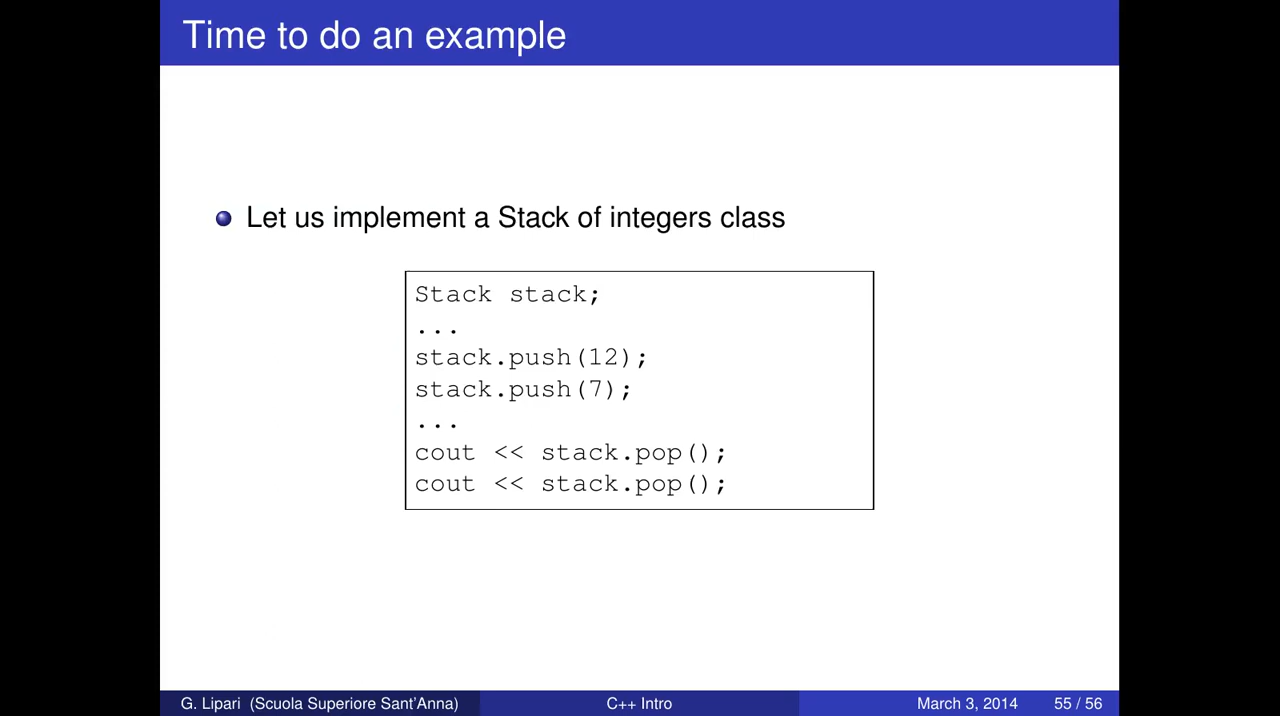 Time to do an example
Let us implement a Stack of integers class
Stack stack;
...
stack.push(12);
stack.push(7);
...
cout << stack.pop();
cout << stack.pop();
G. Lipari (Scuola Superiore Sant'Anna) C++ Intro March 3, 2014 55 / 56